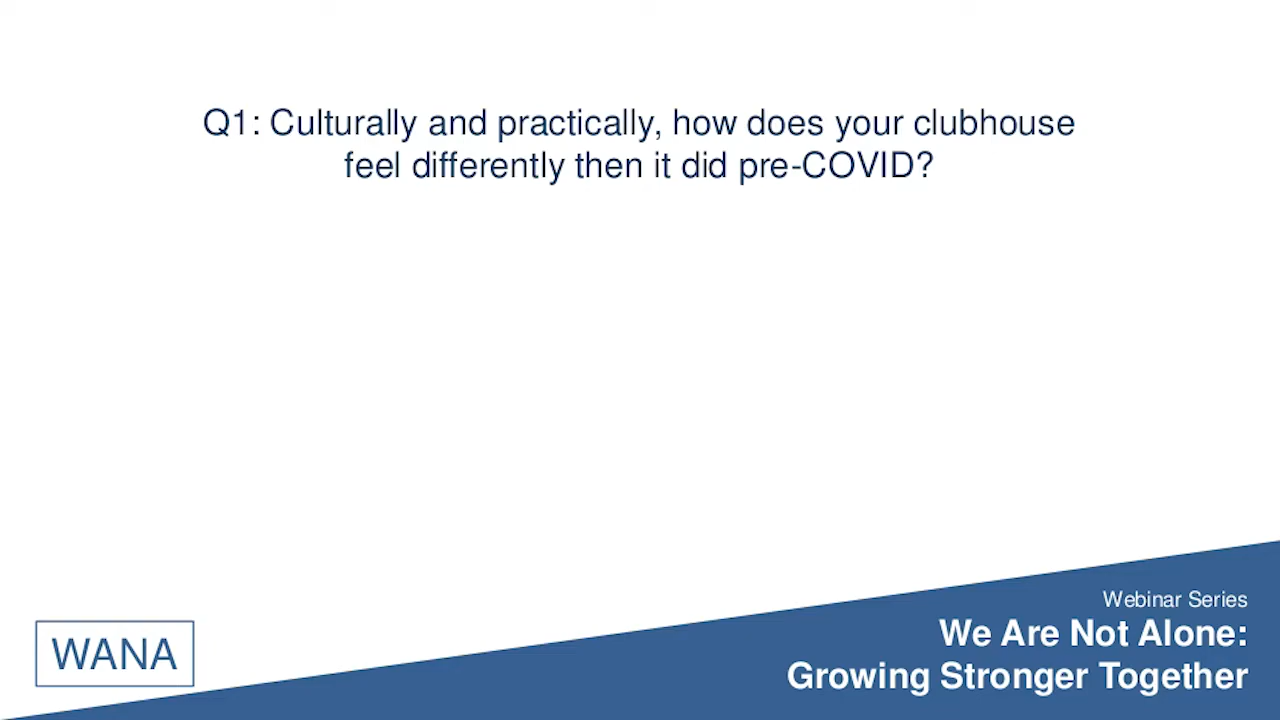 Q1: Culturally and practically, how does your clubhouse
feel differently then it did pre-COVID?
Webinar Series
We Are Not Alone:
Growing Stronger Together
WANA